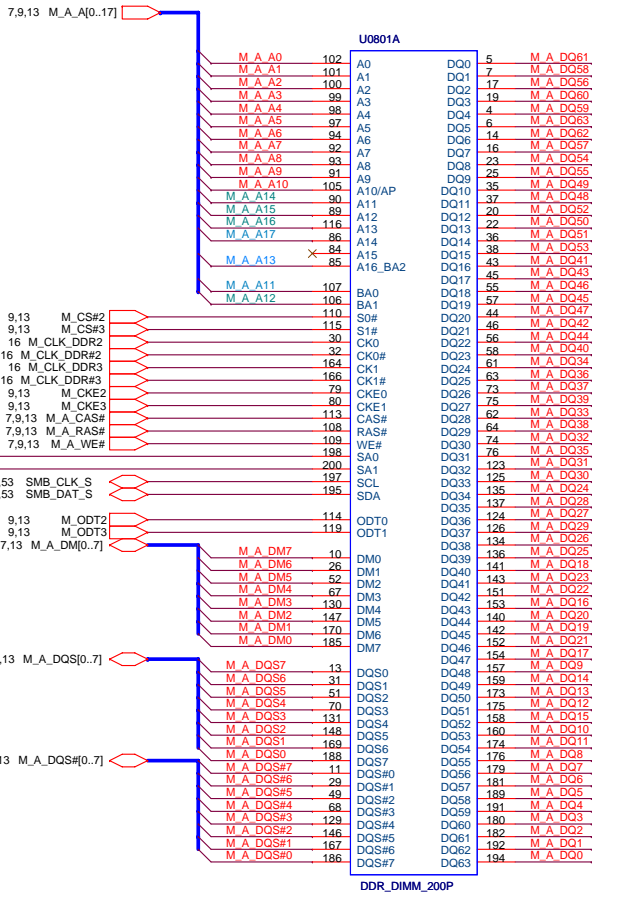 7,9,13 M_A_A[0..17]
U0801A
M_A_A0 102 A0
M_A_A1 101 A1
M_A_A2 100 A2
M_A_A3 99 A3
M_A_A4 98 A4
M_A_A5 97 A5
M_A_A6 94 A6
M_A_A7 92 A7
M_A_A8 93 A8
M_A_A9 91 A9
M_A_A10 105 A10/AP
M_A_A14 90 A11
M_A_A15 89 A12
M_A_A16 116 A13
M_A_A17 86 A14
84 A15
M_A_A13 85 A16_BA2
M_A_A11 107 BA0
M_A_A12 106 BA1
9,13 M_CS#2 110 S0#
9,13 M_CS#3 115 S1#
16 M_CLK_DDR2 30 CK0
16 M_CLK_DDR#2 32 CK0#
16 M_CLK_DDR3 164 CK1
16 M_CLK_DDR#3 166 CK1#
9,13 M_CKE2 79 CKE0
9,13 M_CKE3 80 CKE1
7,9,13 M_A_CAS# 113 CAS#
7,9,13 M_A_RAS# 108 RAS#
7,9,13 M_A_WE# 109 WE#
198 SA0
200 SA1
,53 SMB_CLK_S 197 SCL
,53 SMB_DAT_S 195 SDA
9,13 M_ODT2 114 ODT0
9,13 M_ODT3 119 ODT1
7,13 M_A_DM[0..7]
M_A_DM7 10 DM0
M_A_DM6 26 DM1
M_A_DM5 52 DM2
M_A_DM4 67 DM3
M_A_DM3 130 DM4
M_A_DM2 147 DM5
M_A_DM1 170 DM6
M_A_DM0 185 DM7
,13 M_A_DQS[0..7]
M_A_DQS7 13 DQS0
M_A_DQS6 31 DQS1
M_A_DQS5 51 DQS2
M_A_DQS4 70 DQS3
M_A_DQS3 131 DQS4
M_A_DQS2 148 DQS5
M_A_DQS1 169 DQS6
M_A_DQS0 188 DQS7
13 M_A_DQS#[0..7]
M_A_DQS#7 11 DQS#0
M_A_DQS#6 29 DQS#1
M_A_DQS#5 49 DQS#2
M_A_DQS#4 68 DQS#3
M_A_DQS#3 129 DQS#4
M_A_DQS#2 146 DQS#5
M_A_DQS#1 167 DQS#6
M_A_DQS#0 186 DQS#7
DQ0 5 M_A_DQ61
DQ1 7 M_A_DQ58
DQ2 17 M_A_DQ56
DQ3 19 M_A_DQ60
DQ4 4 M_A_DQ59
DQ5 6 M_A_DQ63
DQ6 14 M_A_DQ62
DQ7 16 M_A_DQ57
DQ8 23 M_A_DQ54
DQ9 25 M_A_DQ55
DQ10 35 M_A_DQ49
DQ11 37 M_A_DQ48
DQ12 20 M_A_DQ52
DQ13 22 M_A_DQ50
DQ14 36 M_A_DQ51
DQ15 38 M_A_DQ53
DQ16 43 M_A_DQ41
DQ17 45 M_A_DQ43
DQ18 55 M_A_DQ46
DQ19 57 M_A_DQ45
DQ20 44 M_A_DQ47
DQ21 46 M_A_DQ42
DQ22 56 M_A_DQ44
DQ23 58 M_A_DQ40
DQ24 61 M_A_DQ34
DQ25 63 M_A_DQ36
DQ26 73 M_A_DQ37
DQ27 75 M_A_DQ39
DQ28 62 M_A_DQ33
DQ29 64 M_A_DQ38
DQ30 74 M_A_DQ32
DQ31 76 M_A_DQ35
DQ32 123 M_A_DQ31
DQ33 125 M_A_DQ30
DQ34 135 M_A_DQ24
DQ35 137 M_A_DQ28
DQ36 124 M_A_DQ27
DQ37 126 M_A_DQ29
DQ38 134 M_A_DQ26
DQ39 136 M_A_DQ25
DQ40 141 M_A_DQ18
DQ41 143 M_A_DQ23
DQ42 151 M_A_DQ22
DQ43 153 M_A_DQ16
DQ44 140 M_A_DQ20
DQ45 142 M_A_DQ19
DQ46 152 M_A_DQ21
DQ47 154 M_A_DQ17
DQ48 157 M_A_DQ9
DQ49 159 M_A_DQ14
DQ50 173 M_A_DQ13
DQ51 175 M_A_DQ12
DQ52 158 M_A_DQ15
DQ53 160 M_A_DQ10
DQ54 174 M_A_DQ11
DQ55 176 M_A_DQ8
DQ56 179 M_A_DQ7
DQ57 181 M_A_DQ6
DQ58 189 M_A_DQ5
DQ59 191 M_A_DQ4
DQ60 180 M_A_DQ3
DQ61 182 M_A_DQ2
DQ62 192 M_A_DQ1
DQ63 194 M_A_DQ0
DDR_DIMM_200P